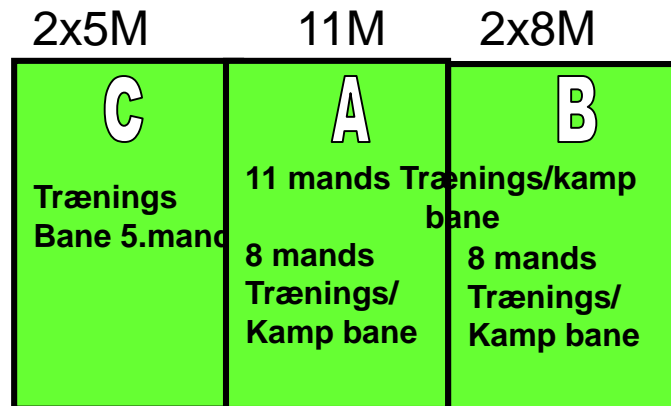 2x5M 11M 2x8M
C A B
Trænings
Bane 5.mand
11 mands Trænings/kamp
bane
8 mands
Trænings/
Kamp bane
8 mands
Trænings/
Kamp bane